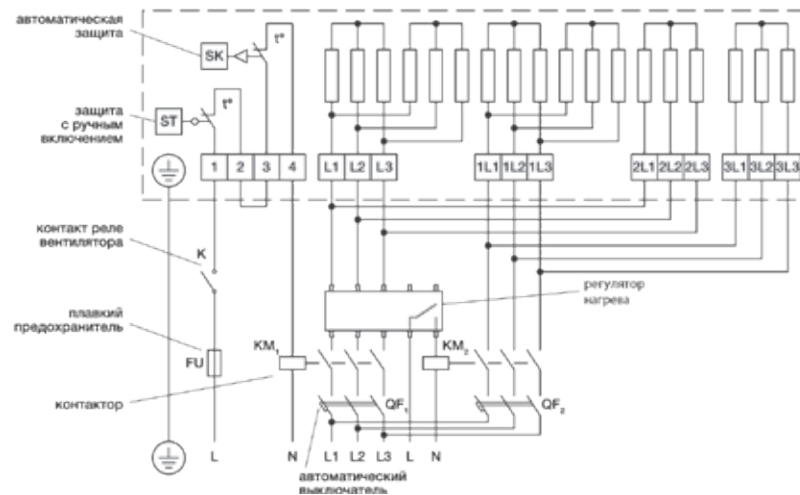 автоматическая
защита
SK
t°
защита
с ручным
включением
ST
t°
1 2 3 4 L1 L2 L3 1L1 1L2 1L3 2L1 2L2 2L3 3L1 3L2 3L3
контакт реле
вентилятора
K
регулятор
нагрева
плавкий
предохранитель
FU
KM1
KM2
контактор
QF1
QF2
L N L1 L2 L3 L N
автоматический
выключатель